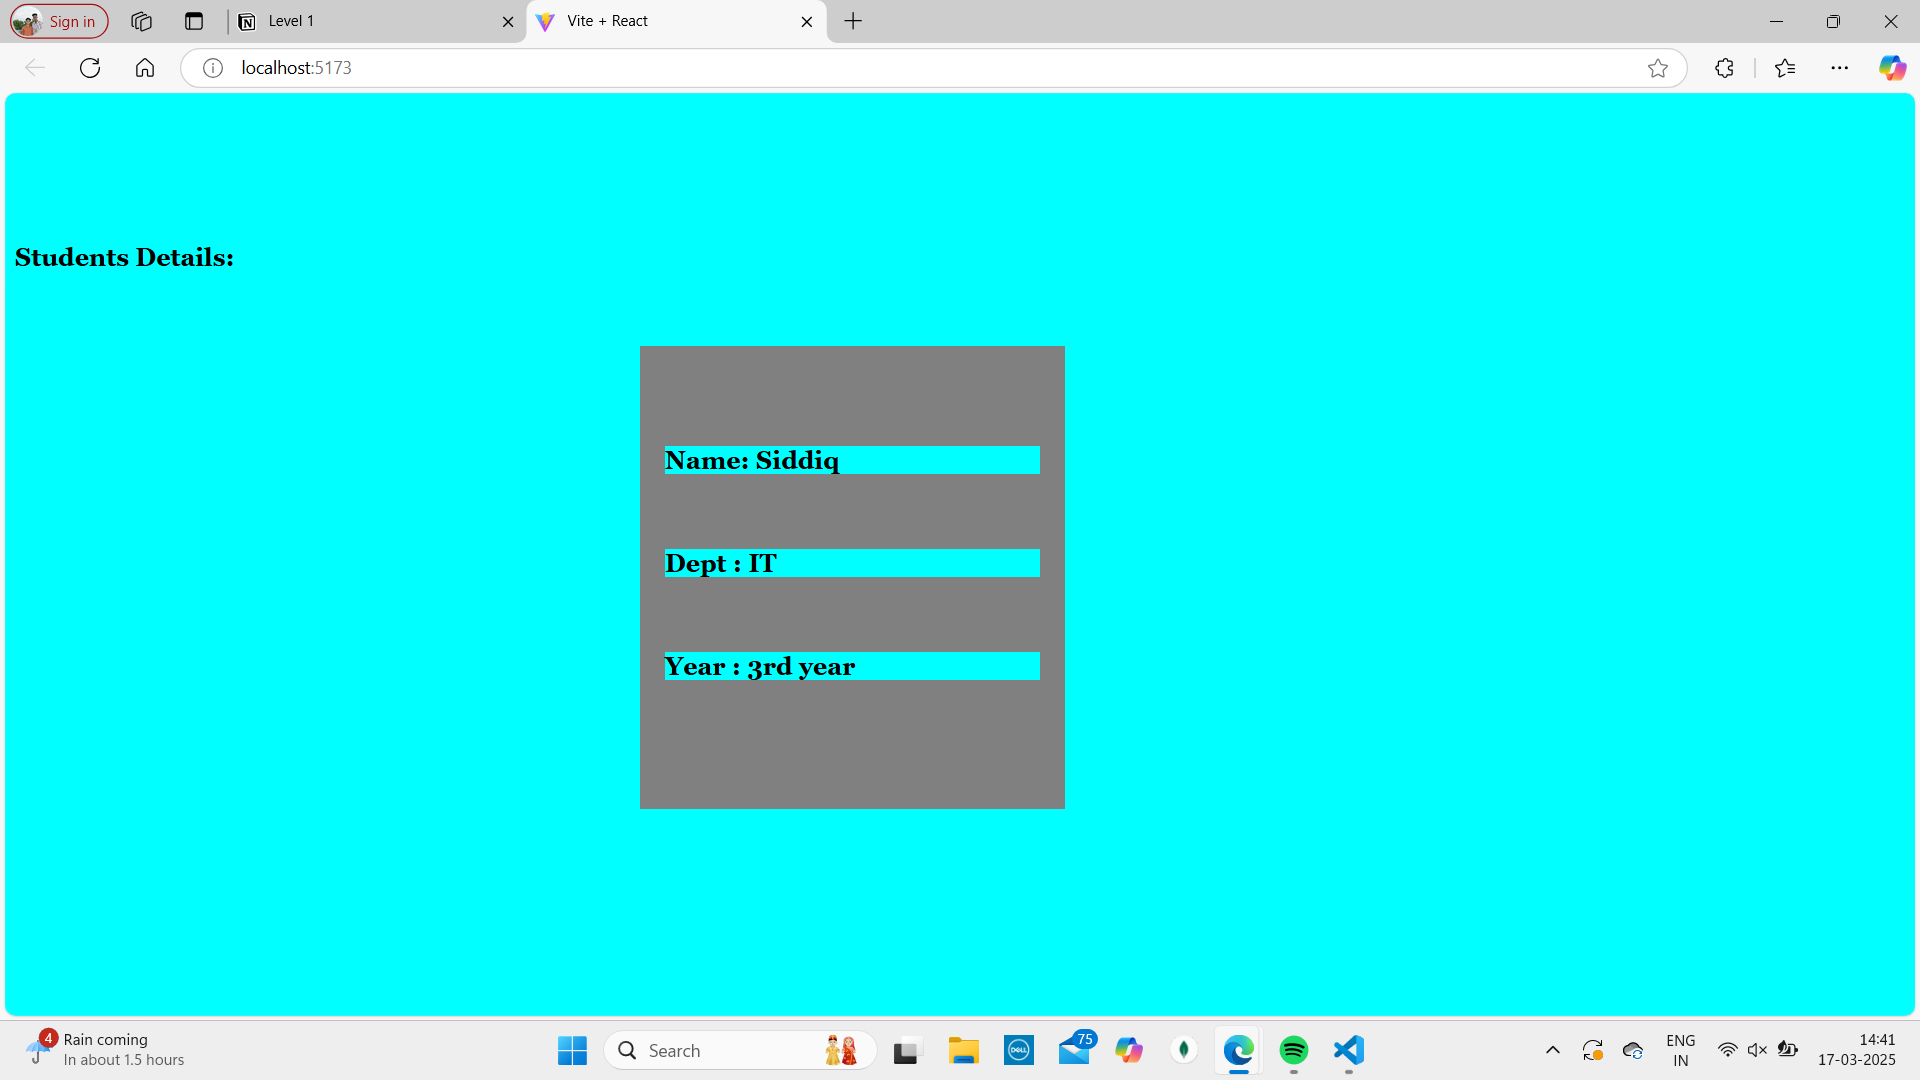 Sign in
Level 1
Vite + React
localhost:5173
Students Details:
Name: Siddiq
Dept : IT
Year : 3rd year
4
Rain coming
In about 1.5 hours
Search
DELL
75
ENG
IN
14:41
17-03-2025